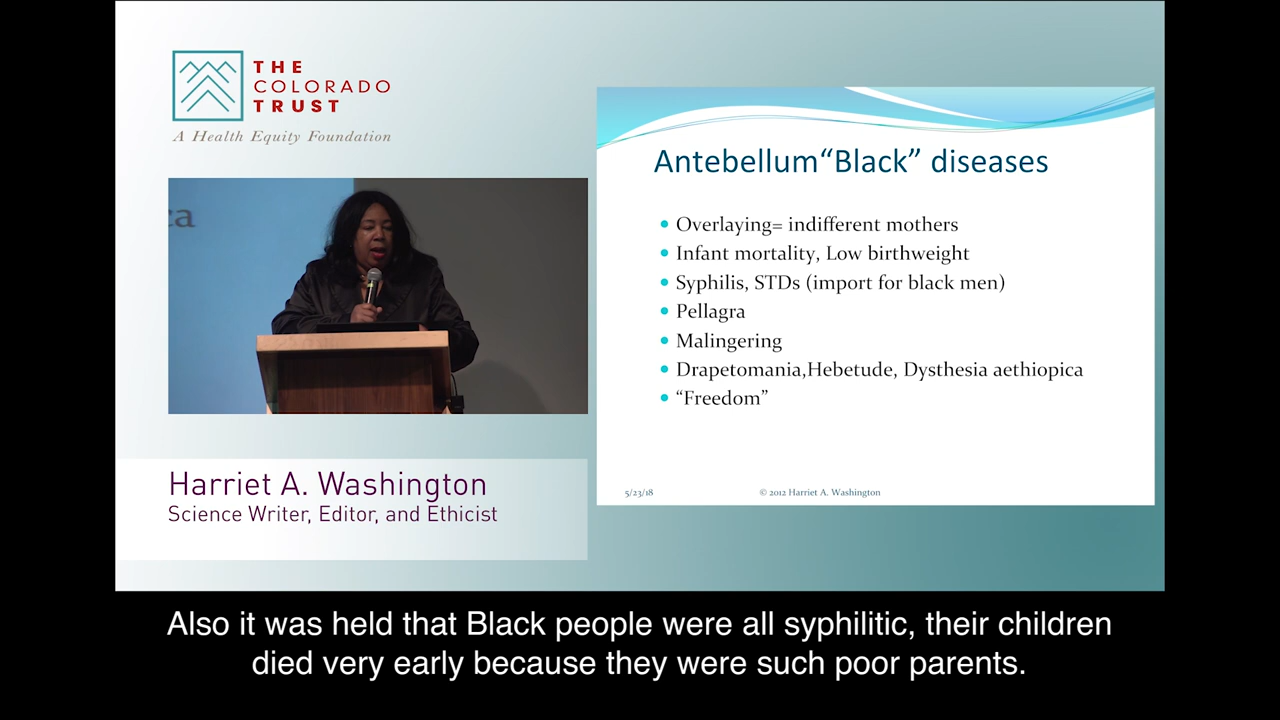 THE
COLORADO
TRUST
A Health Equity Foundation
ca
Harriet A. Washington
Science Writer, Editor, and Ethicist
Antebellum“Black” diseases
Overlaying= indifferent mothers
Infant mortality, Low birthweight
Syphilis, STDs (import for black men)
Pellagra
Malingering
Drapetomania,Hebetude, Dysthesia aethiopica
“Freedom”
5/23/18
© 2012 Harriet A. Washington
Also it was held that Black people were all syphilitic, their children
died very early because they were such poor parents.